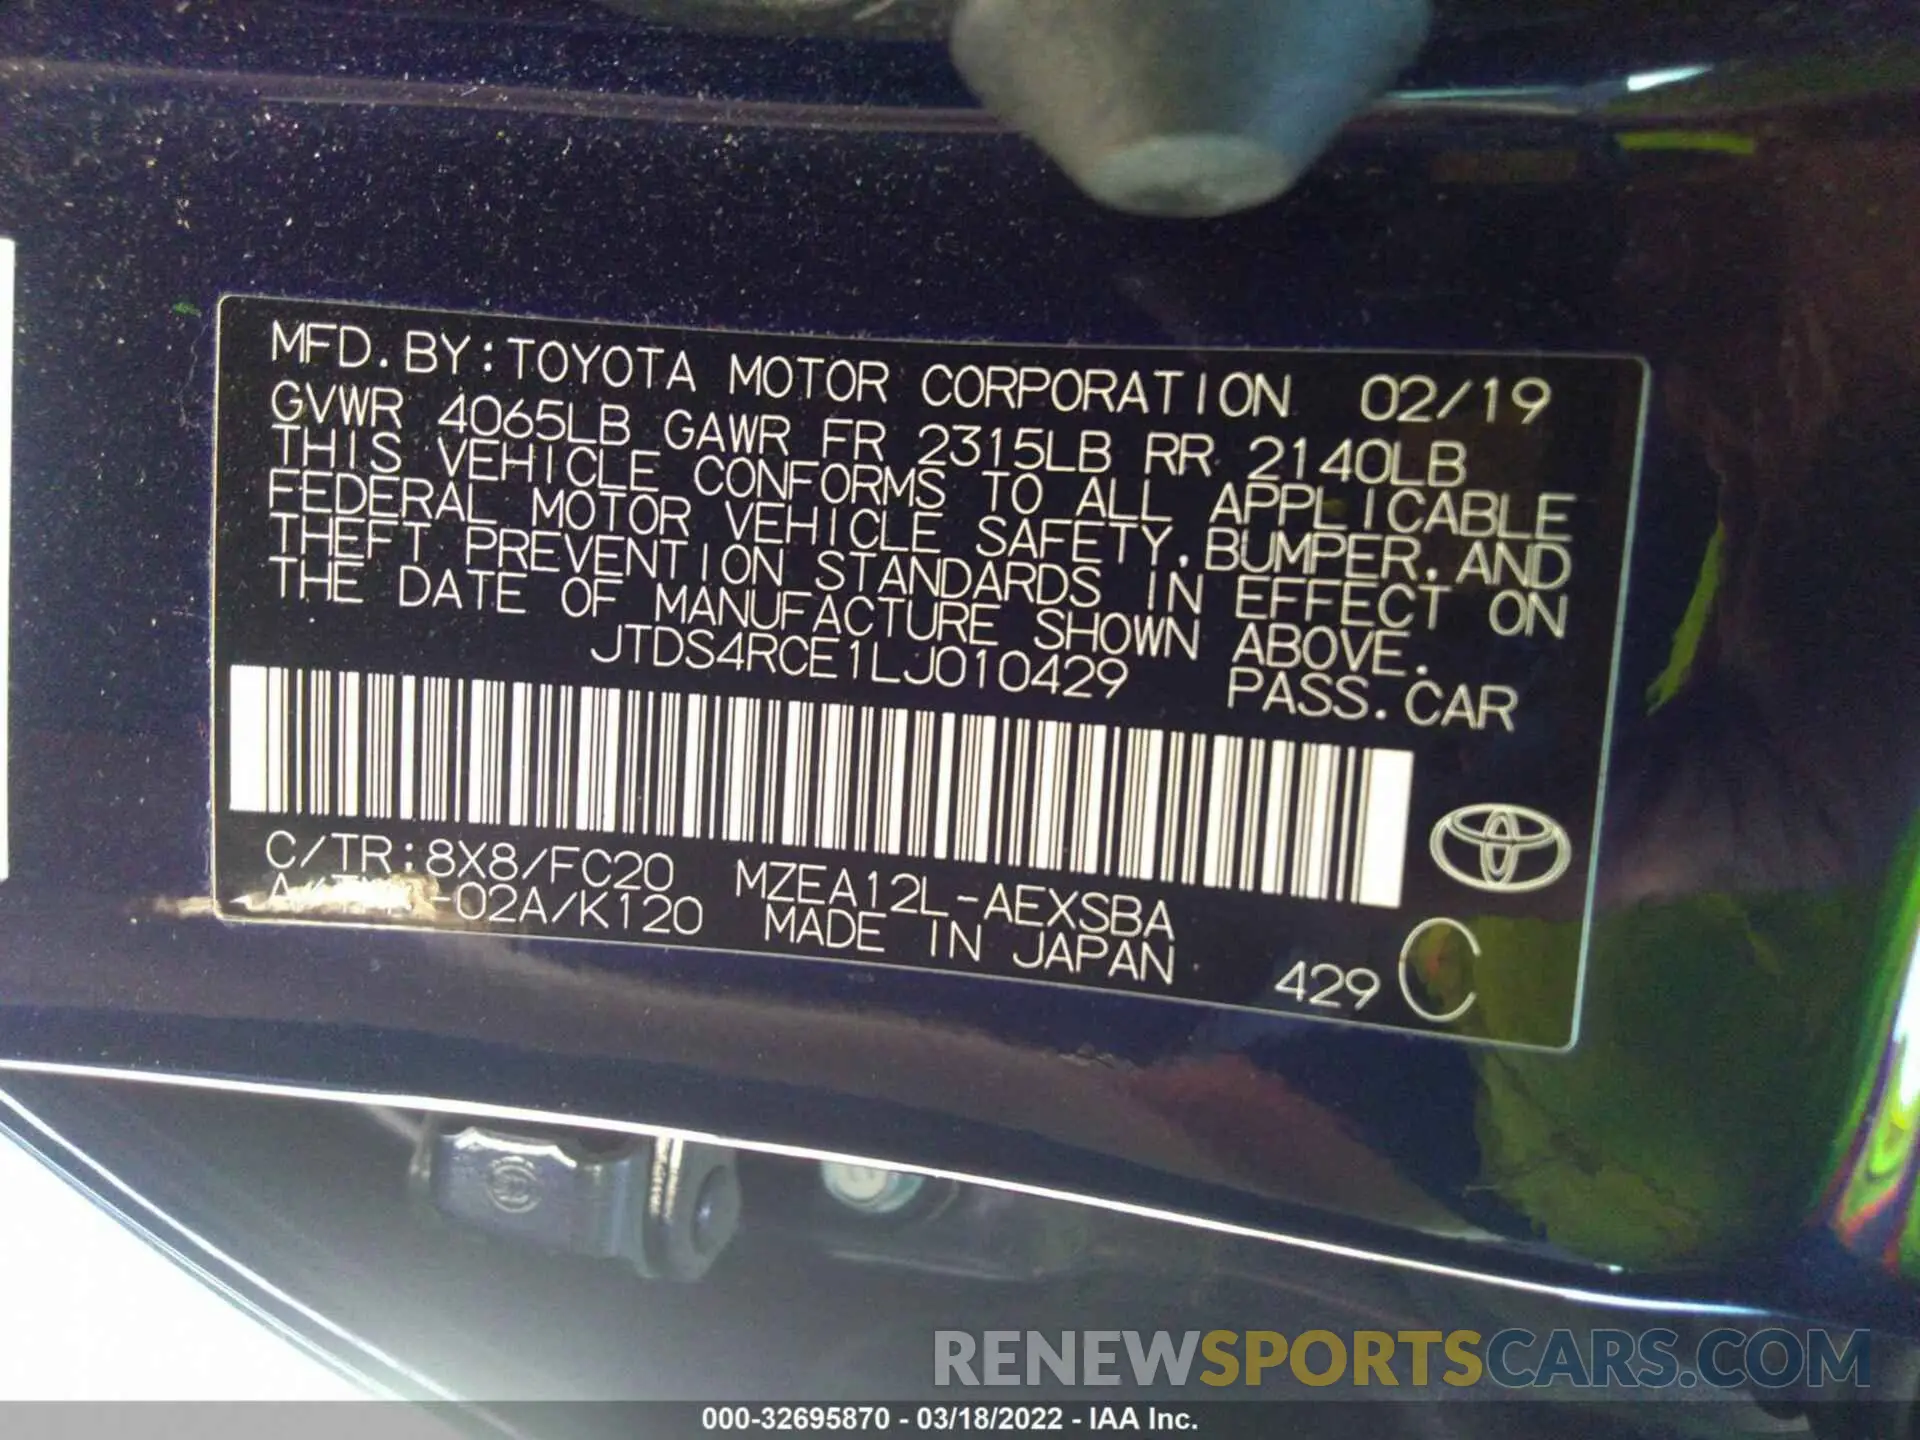 MFD. BY:TOYOTA MOTOR CORPORATION 02/19
GVWR 4065LB GAWR FR 2315LB RR 2140LB
THIS VEHICLE CONFORMS TO ALL APPLICABLE
FEDERAL MOTOR VEHICLE SAFETY, BUMPER, AND
THEFT PREVENTION STANDARDS IN EFFECT ON
THE DATE OF MANUFACTURE SHOWN ABOVE.
JTDS4RCE1LJ010429 PASS. CAR
C/TR:8X8/FC20 MZEA12L-AEXSBA
-02A/K120 MADE IN JAPAN
429 C
RENEWSPORTSCARS.COM
000-32695870 - 03/18/2022 - IAA Inc.